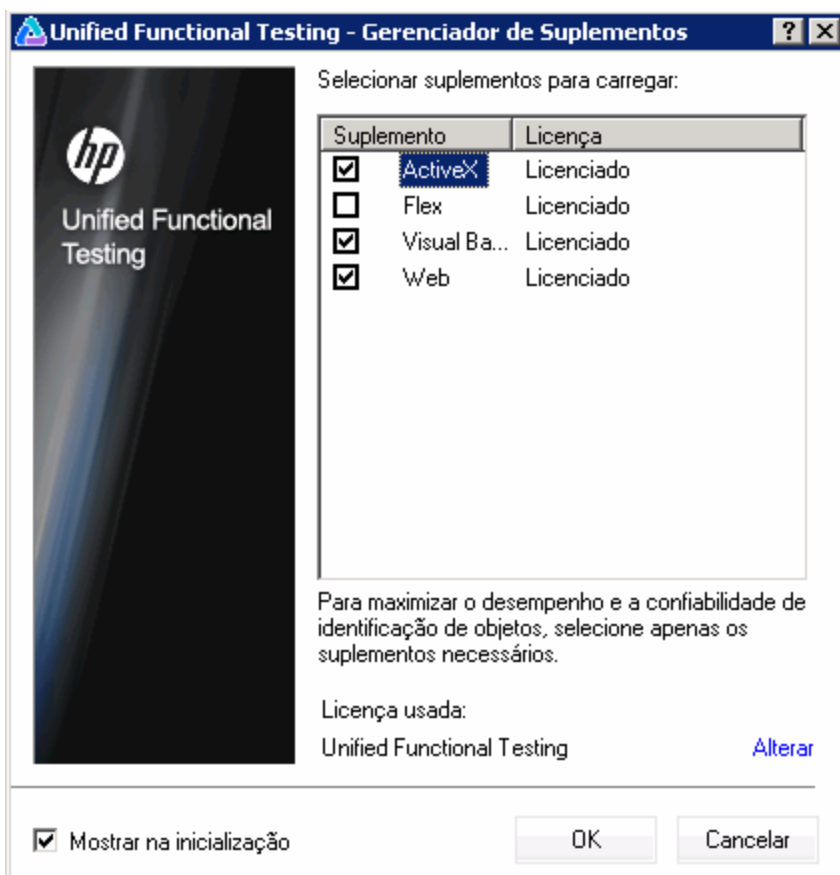 Unified Functional Testing - Gerenciador de Suplementos
Selecionar suplementos para carregar:
hp
Unified Functional
Testing
Suplemento Licença
ActiveX Licenciado
Flex Licenciado
Visual Ba... Licenciado
Web Licenciado
Para maximizar o desempenho e a confiabilidade de
identificação de objetos, selecione apenas os
suplementos necessários.
Licença usada:
Unified Functional Testing Alterar
Mostrar na inicialização OK Cancelar